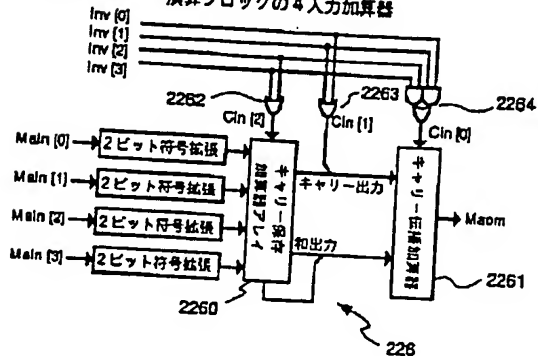 演算ブロックの4入力加算器
Inv [0]
Inv [1]
Inv [2]
Inv [3]
2262
2263
2264
Cin [2]
Cin [1]
Cin [0]
Main [0]
2ビット符号拡張
Main [1]
2ビット符号拡張
Main [2]
2ビット符号拡張
Main [3]
2ビット符号拡張
キャリー保存
加算器アレイ
キャリー出力
和出力
キャリー伝播加算器
Maom
2260
2261
226